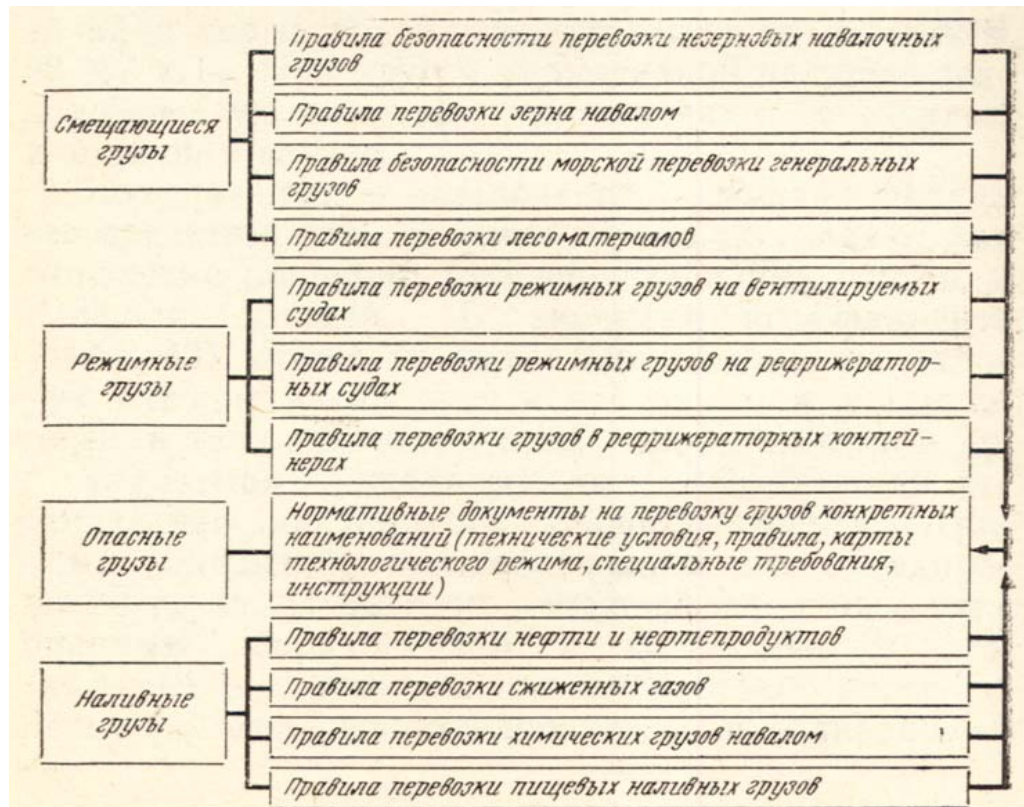 Смещающиеся
грузы
Правила безопасности перевозки незерновых навалочных
грузов
Правила перевозки зерна навалом
Правила безопасности морской перевозки генеральных
грузов
Правила перевозки лесоматериалов
Режимные
грузы
Правила перевозки режимных грузов на вентилируемых
судах
Правила перевозки режимных грузов на рефрижератор-
ных судах
Правила перевозки грузов в рефрижераторных контей-
нерах
Опасные
грузы
Нормативные документы на перевозку грузов конкретных
наименований (технические условия, правила, карты
технологического режима, специальные требования,
инструкции)
Наливные
грузы
Правила перевозки нефти и нефтепродуктов
Правила перевозки сжиженных газов
Правила перевозки химических грузов навалом
Правила перевозки пищевых наливных грузов